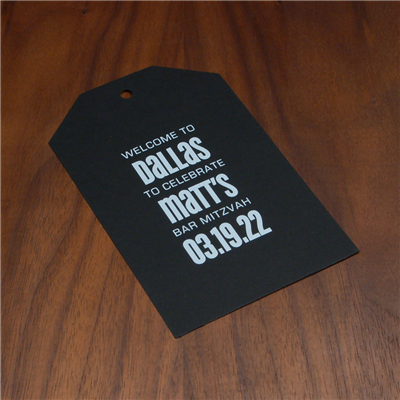 WELCOME TO
DALLAS
TO CELEBRATE
MATT'S
BAR MITZVAH
03.19.22